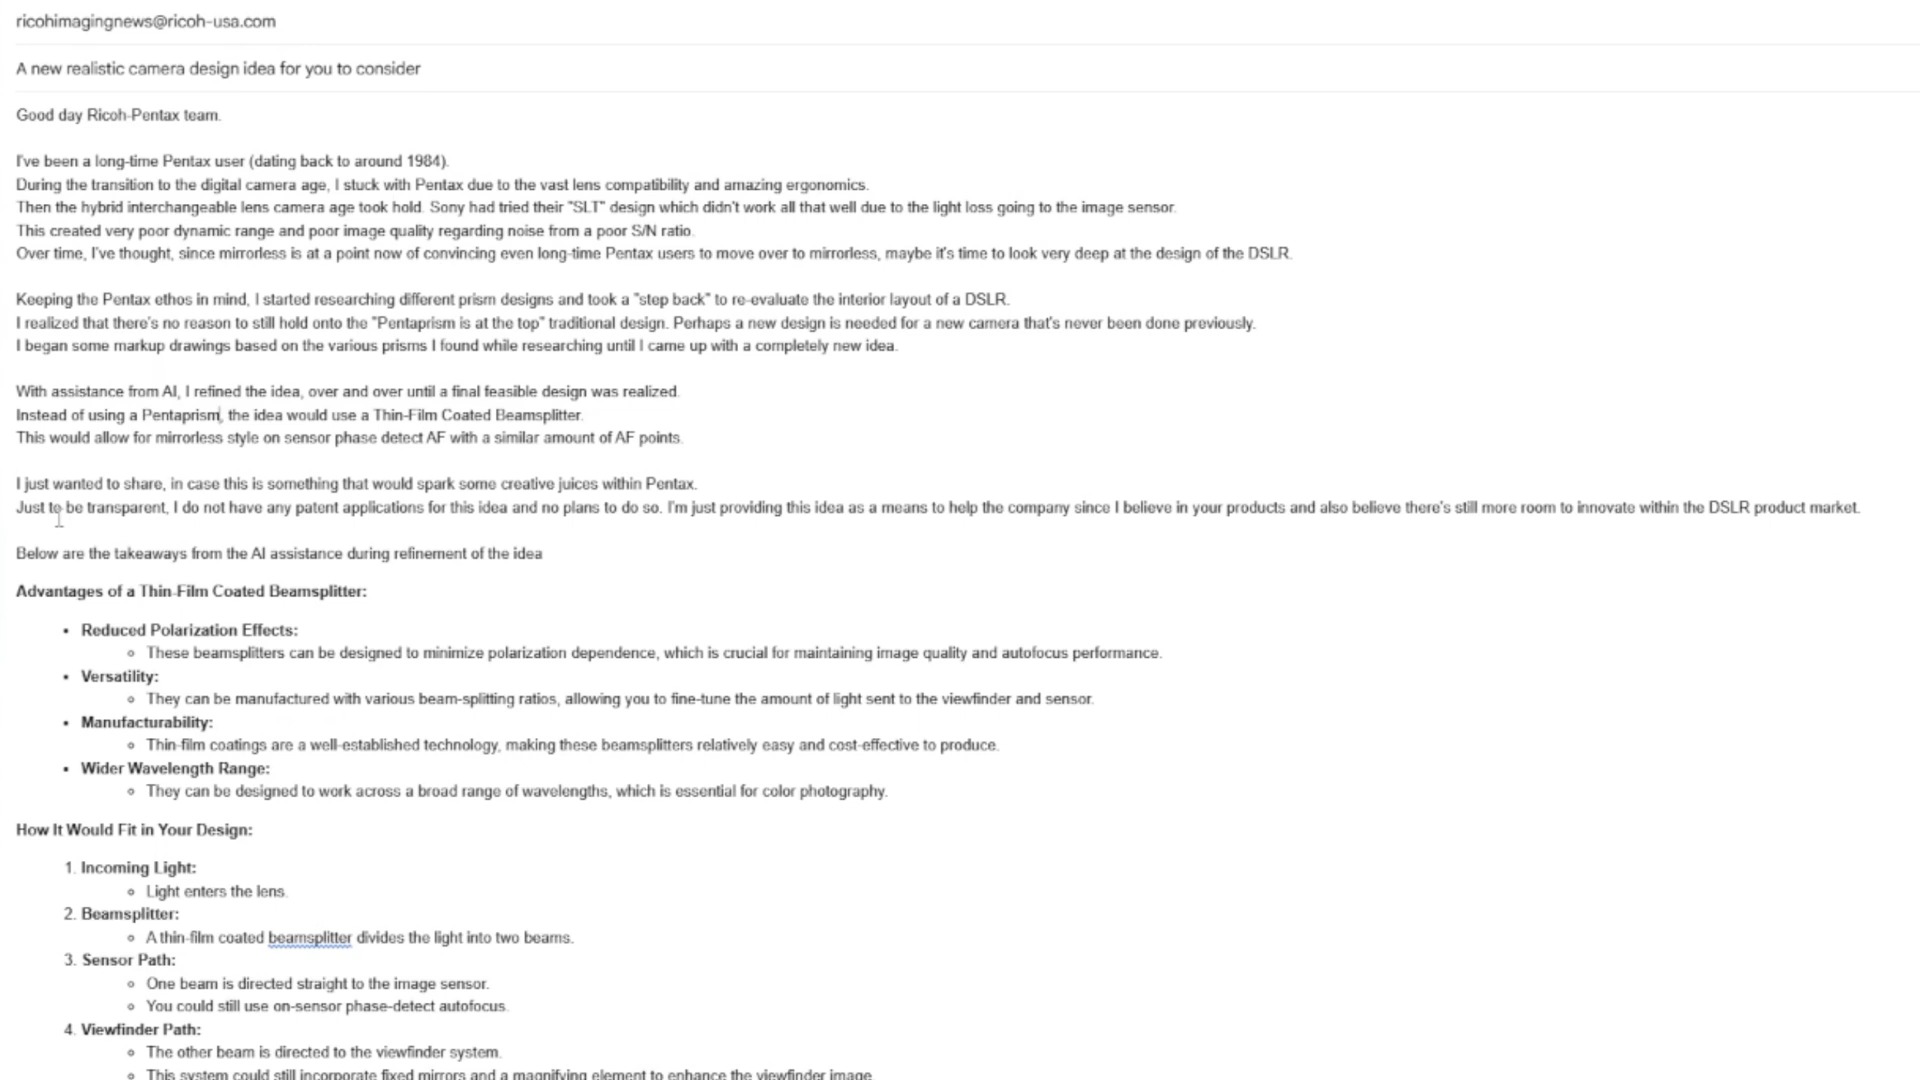 ricohimagingnews@ricoh-usa.com
A new realistic camera design idea for you to consider
Good day Ricoh-Pentax team.
I've been a long-time Pentax user (dating back to around 1984).
During the transition to the digital camera age, I stuck with Pentax due to the vast lens compatibility and amazing ergonomics.
Then the hybrid interchangeable lens camera age took hold. Sony had tried their "SLT" design which didn't work all that well due to the light loss going to the image sensor.
This created very poor dynamic range and poor image quality regarding noise from a poor S/N ratio.
Over time, I've thought, since mirrorless is at a point now of convincing even long-time Pentax users to move over to mirrorless, maybe it's time to look very deep at the design of the DSLR.
Keeping the Pentax ethos in mind, I started researching different prism designs and took a "step back" to re-evaluate the interior layout of a DSLR.
I realized that there's no reason to still hold onto the "Pentaprism is at the top" traditional design. Perhaps a new design is needed for a new camera that's never been done previously.
I began some markup drawings based on the various prisms I found while researching until I came up with a completely new idea.
With assistance from AI, I refined the idea, over and over until a final feasible design was realized.
Instead of using a Pentaprism, the idea would use a Thin-Film Coated Beamsplitter.
This would allow for mirrorless style on sensor phase detect AF with a similar amount of AF points.
I just wanted to share, in case this is something that would spark some creative juices within Pentax.
Just to be transparent, I do not have any patent applications for this idea and no plans to do so. I'm just providing this idea as a means to help the company since I believe in your products and also believe there's still more room to innovate within the DSLR product market.
Below are the takeaways from the AI assistance during refinement of the idea
Advantages of a Thin-Film Coated Beamsplitter:
• Reduced Polarization Effects:
◦ These beamsplitters can be designed to minimize polarization dependence, which is crucial for maintaining image quality and autofocus performance.
• Versatility:
◦ They can be manufactured with various beam-splitting ratios, allowing you to fine-tune the amount of light sent to the viewfinder and sensor.
• Manufacturability:
◦ Thin-film coatings are a well-established technology, making these beamsplitters relatively easy and cost-effective to produce.
• Wider Wavelength Range:
◦ They can be designed to work across a broad range of wavelengths, which is essential for color photography.
How It Would Fit in Your Design:
1. Incoming Light:
◦ Light enters the lens.
2. Beamsplitter:
◦ A thin-film coated beamsplitter divides the light into two beams.
3. Sensor Path:
◦ One beam is directed straight to the image sensor.
◦ You could still use on-sensor phase-detect autofocus.
4. Viewfinder Path:
◦ The other beam is directed to the viewfinder system.
◦ This system could still incorporate fixed mirrors and a magnifying element to enhance the viewfinder image.